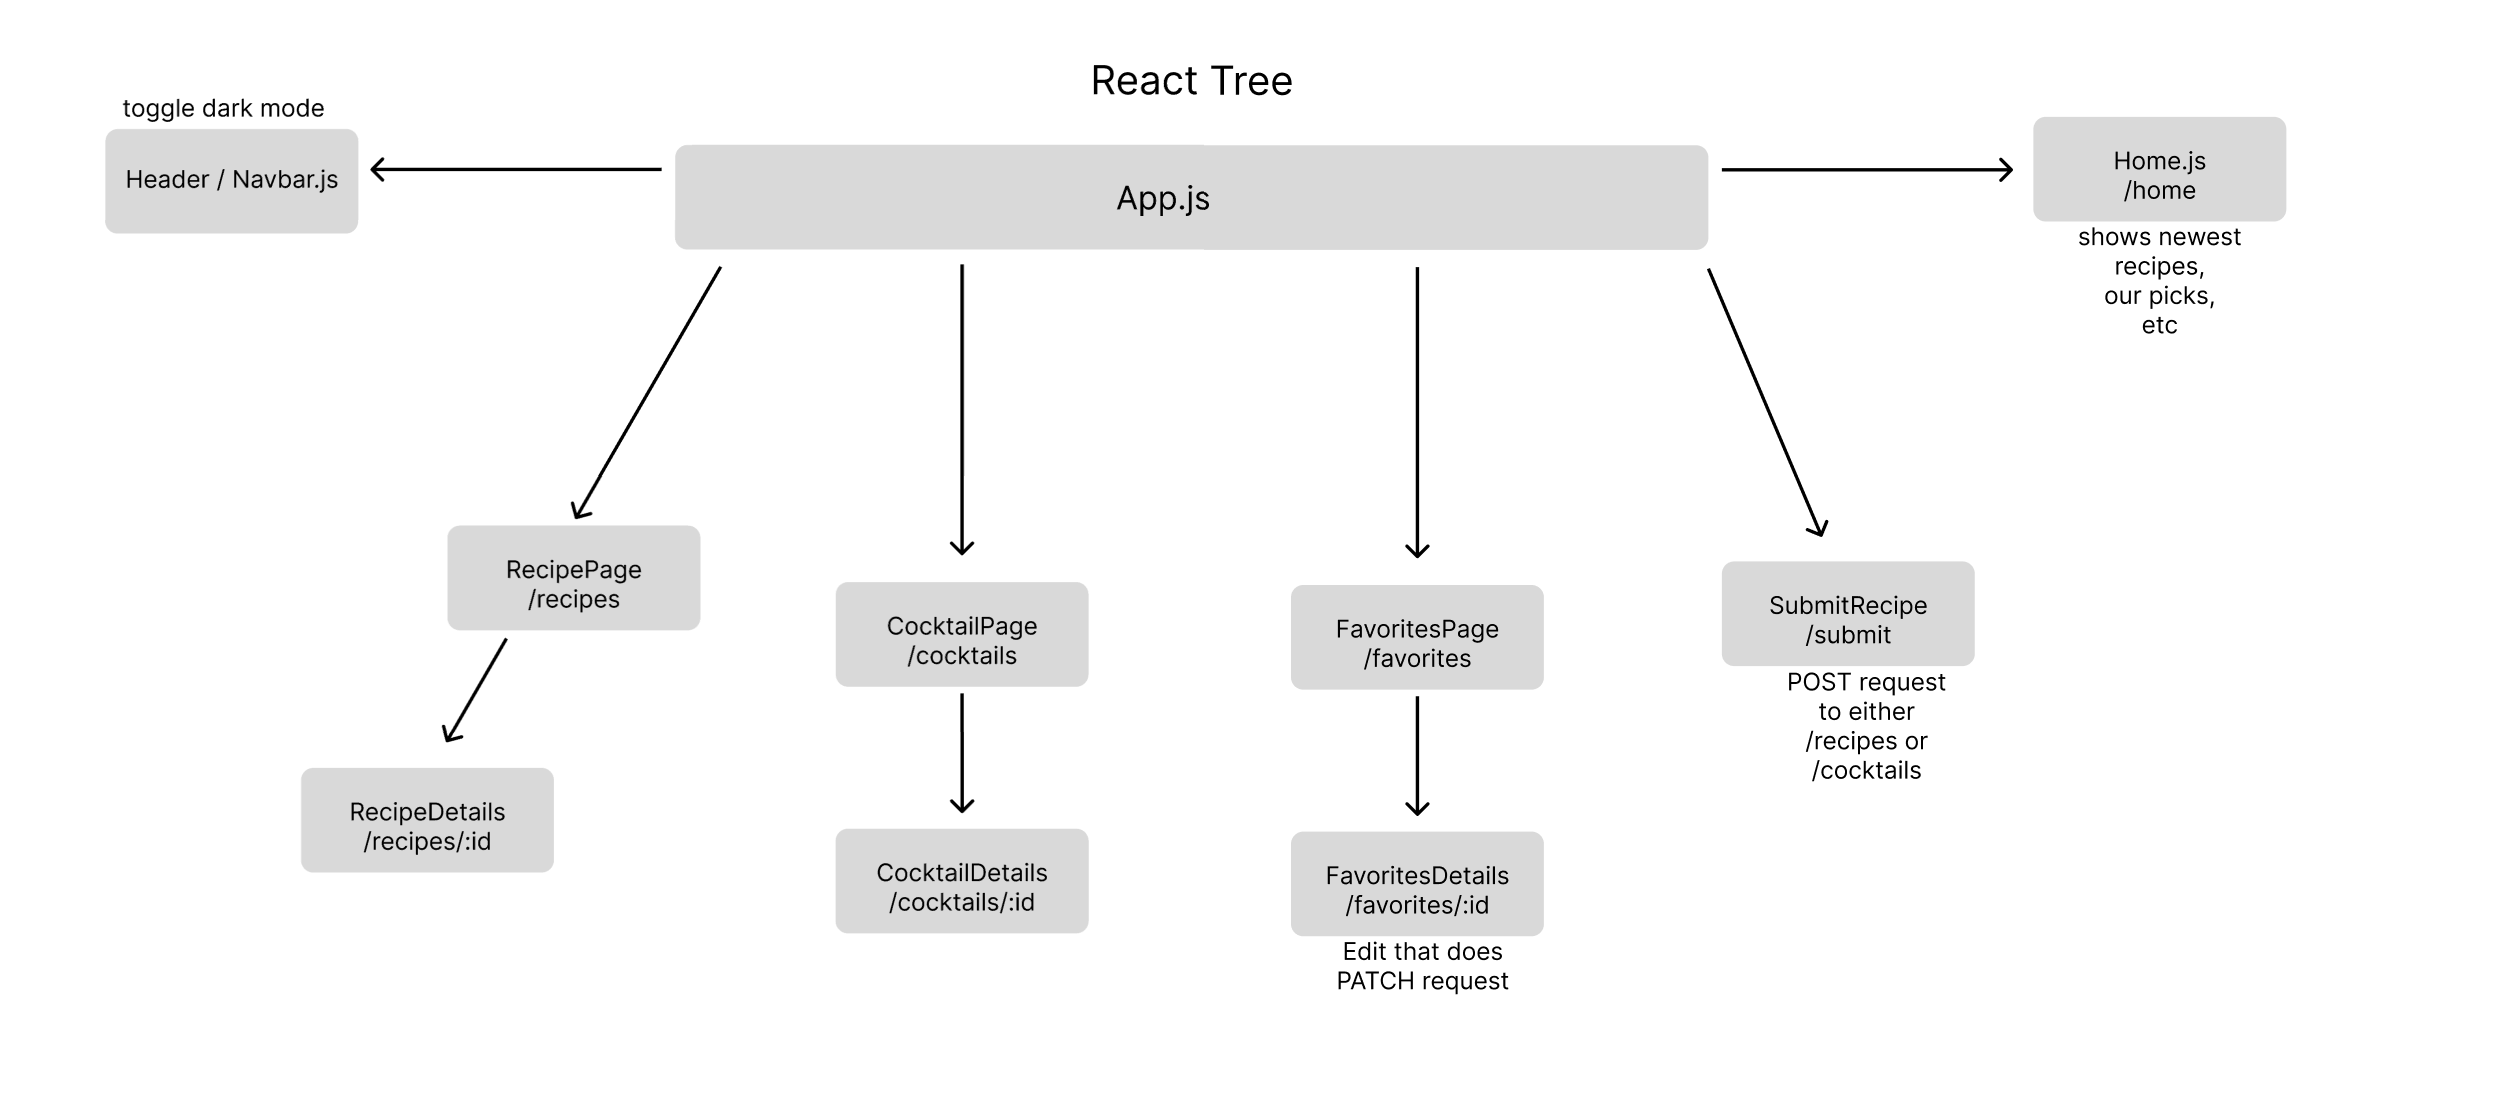 React Tree
toggle dark mode
Header / Navbar.js
App.js
Home.js
/home
shows newest
recipes,
our picks,
etc
RecipePage
/recipes
CocktailPage
/cocktails
FavoritesPage
/favorites
SubmitRecipe
/submit
POST request
to either
/recipes or
/cocktails
RecipeDetails
/recipes/:id
CocktailDetails
/cocktails/:id
FavoritesDetails
/favorites/:id
Edit that does
PATCH request